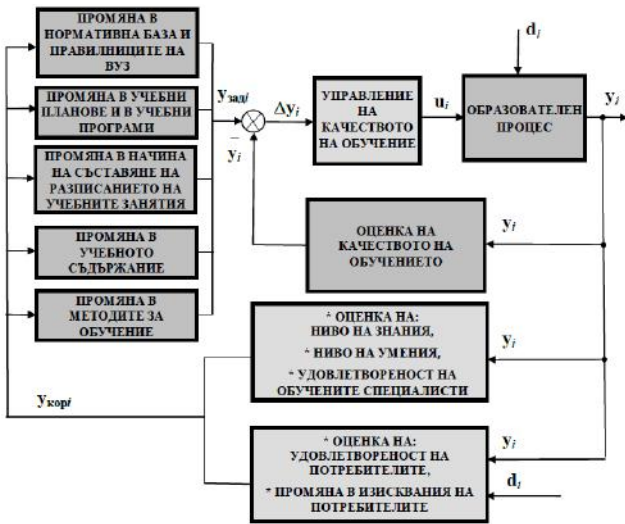 ПРОМЯНА В
НОРМАТИВНА БАЗА И
ПРАВИЛНИЦИТЕ НА
ВУЗ
ПРОМЯНА В УЧЕБНИ
ПЛАНОВЕ И В УЧЕБНИ
ПРОГРАМИ
ПРОМЯНА В НАЧИНА
НА СЪСТАВЯНЕ НА
РАЗПИСАНИЕТО НА
УЧЕБНИТЕ ЗАНЯТИЯ
ПРОМЯНА В
УЧЕБНОТО
СЪДЪРЖАНИЕ
ПРОМЯНА В
МЕТОДИТЕ ЗА
ОБУЧЕНИЕ
yзадi
Δyi
yi
УПРАВЛЕНИЕ
НА
КАЧЕСТВОТО
НА ОБУЧЕНИЕ
ui
di
ОБРАЗОВАТЕЛЕН
ПРОЦЕС
yi
ОЦЕНКА НА
КАЧЕСТВОТО НА
ОБУЧЕНИЕТО
yi
* ОЦЕНКА НА:
НИВО НА ЗНАНИЯ,
* НИВО НА УМЕНИЯ,
* УДОВЛЕТВОРЕНОСТ НА
ОБУЧЕНИТЕ СПЕЦИАЛИСТИ
yi
yкорi
* ОЦЕНКА НА:
УДОВЛЕТВОРЕНОСТ НА
ПОТРЕБИТЕЛИТЕ,
* ПРОМЯНА В ИЗИСКВАНИЯ НА
ПОТРЕБИТЕЛИТЕ
yi
di